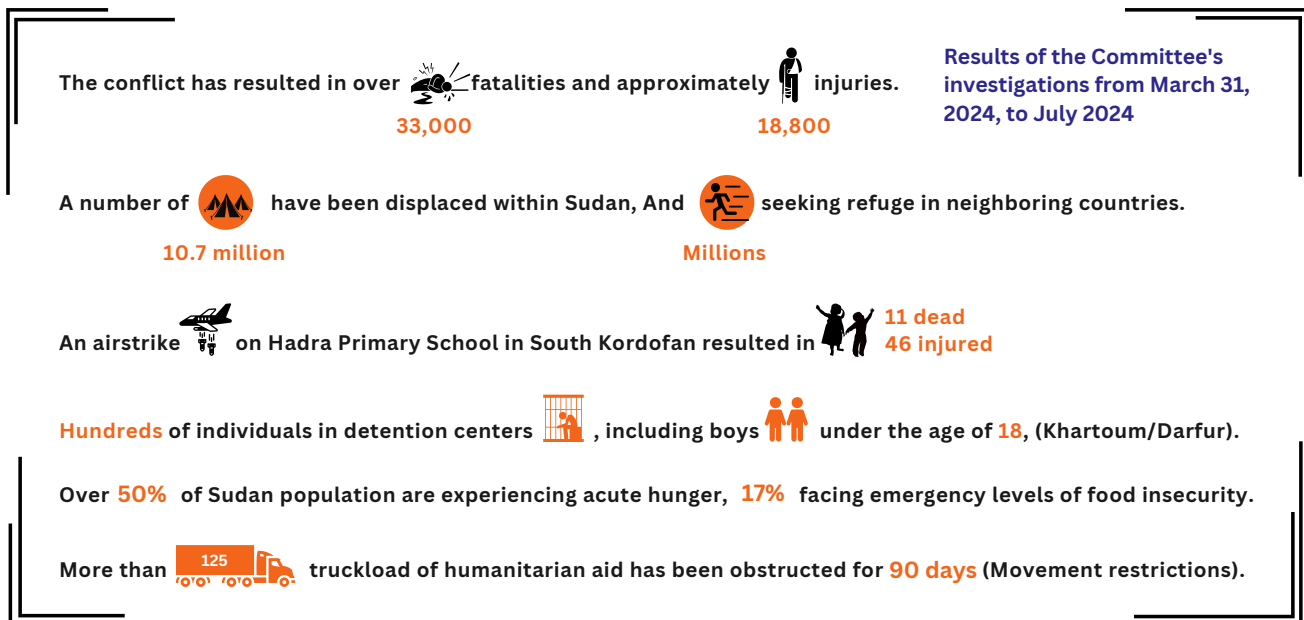 The conflict has resulted in over fatalities and approximately injuries.
33,000 18,800
Results of the Committee's
investigations from March 31,
2024, to July 2024
A number of have been displaced within Sudan, And seeking refuge in neighboring countries.
10.7 million Millions
An airstrike on Hadra Primary School in South Kordofan resulted in
11 dead
46 injured
Hundreds of individuals in detention centers , including boys under the age of 18, (Khartoum/Darfur).
Over 50% of Sudan population are experiencing acute hunger, 17% facing emergency levels of food insecurity.
More than 125 truckload of humanitarian aid has been obstructed for 90 days (Movement restrictions).